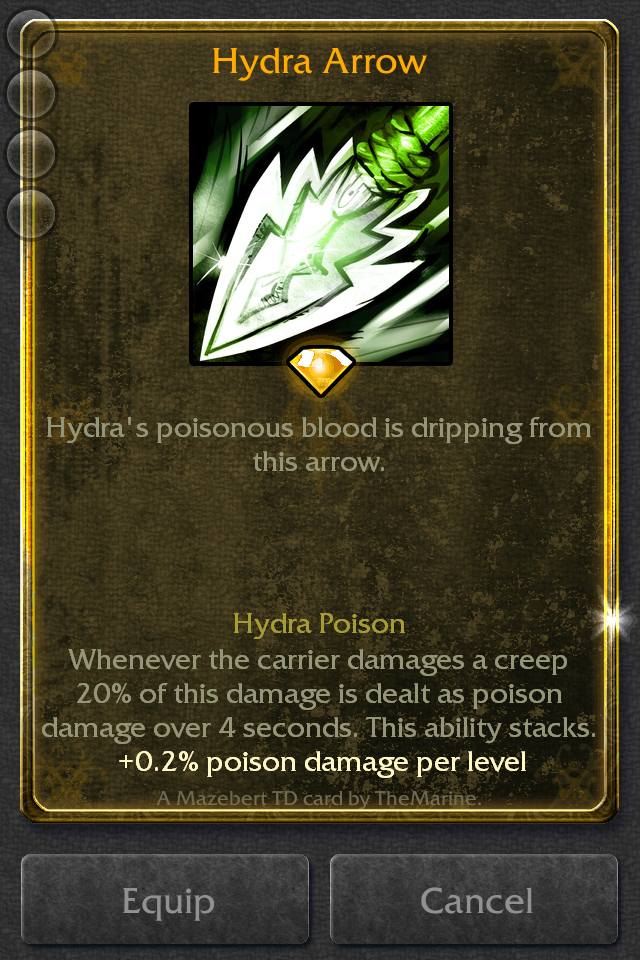 Hydra Arrow
Hydra's poisonous blood is dripping from
this arrow.
Hydra Poison
Whenever the carrier damages a creep
20% of this damage is dealt as poison
damage over 4 seconds. This ability stacks.
+0.2% poison damage per level
A Mazebert TD card by TheMarine.
Equip
Cancel